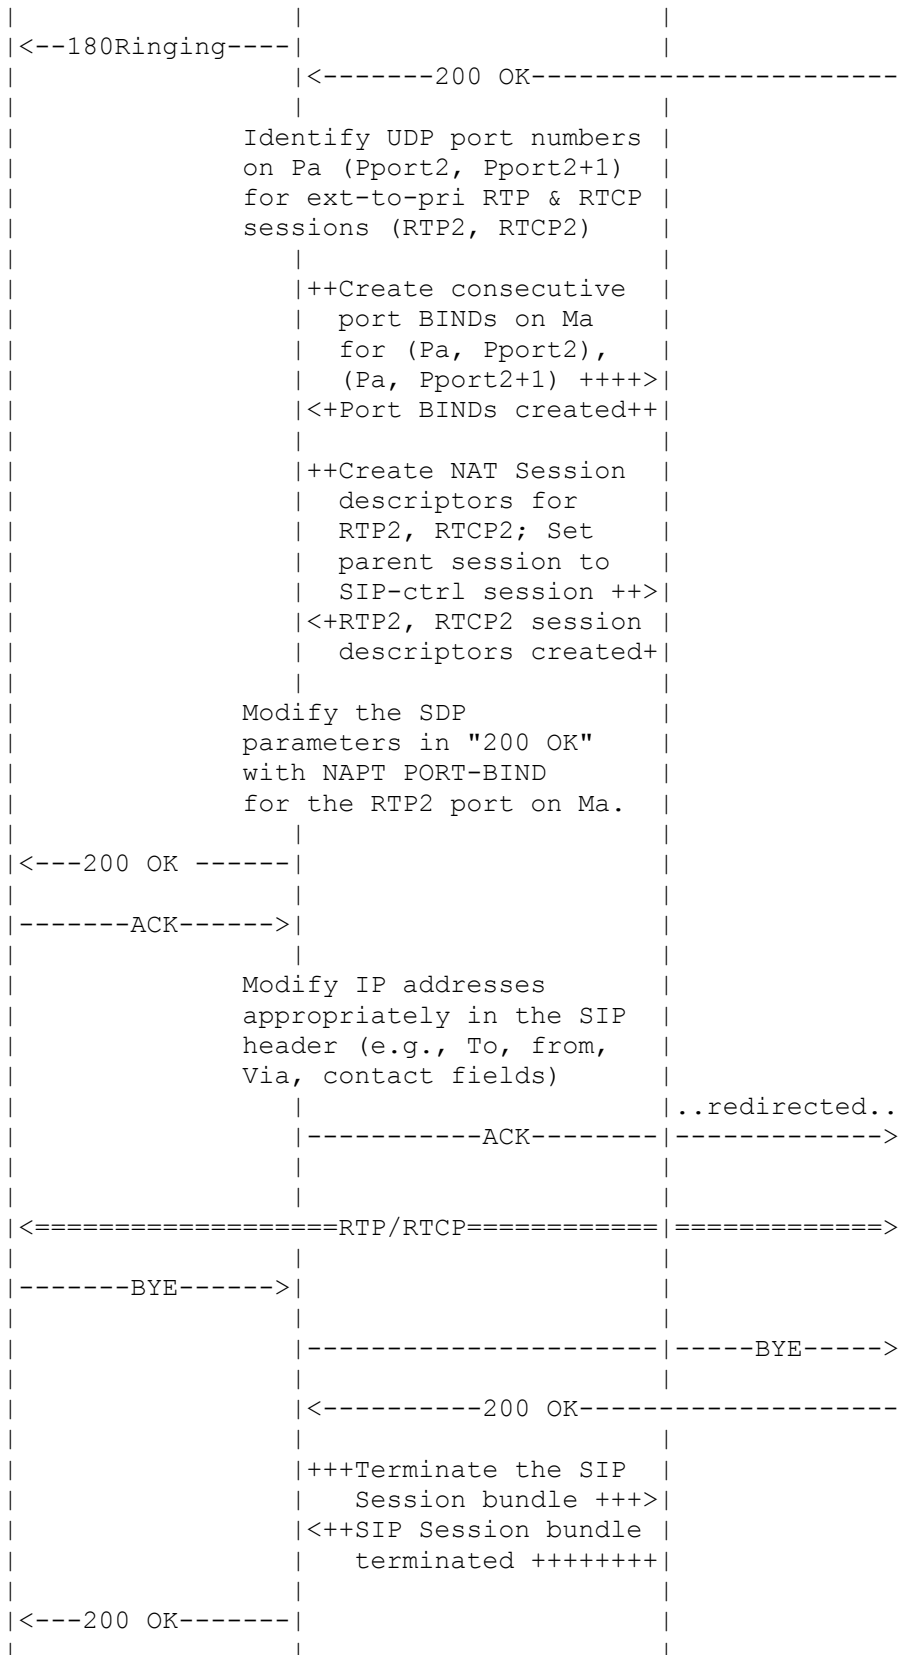 |                 |                      |
|<--180Ringing----|                      |
|                 |<-------200 OK-----------------------
|                 |                      |
|              Identify UDP port numbers |
|              on Pa (Pport2, Pport2+1)  |
|              for ext-to-pri RTP & RTCP |
|              sessions (RTP2, RTCP2)    |
|                 |                      |
|                 |++Create consecutive  |
|                 |  port BINDs on Ma    |
|                 |  for (Pa, Pport2),   |
|                 |  (Pa, Pport2+1) ++++>|
|                 |<+Port BINDs created++|
|                 |                      |
|                 |++Create NAT Session  |
|                 |  descriptors for     |
|                 |  RTP2, RTCP2; Set    |
|                 |  parent session to   |
|                 |  SIP-ctrl session ++>|
|                 |<+RTP2, RTCP2 session |
|                 |  descriptors created+|
|                 |                      |
|              Modify the SDP            |
|              parameters in "200 OK"    |
|              with NAPT PORT-BIND       |
|              for the RTP2 port on Ma.  |
|                 |                      |
|<---200 OK ------|                      |
|                 |                      |
|-------ACK------>|                      |
|                 |                      |
|              Modify IP addresses       |
|              appropriately in the SIP  |
|              header (e.g., To, from,   |
|              Via, contact fields)      |
|                 |                      |..redirected..
|                 |-----------ACK--------|------------->
|                 |                      |
|                 |                      |
|<===================RTP/RTCP============|=============>
|                 |                      |
|-------BYE------>|                      |
|                 |                      |
|                 |----------------------|-----BYE----->
|                 |                      |
|                 |<----------200 OK--------------------
|                 |                      |
|                 |+++Terminate the SIP  |
|                 |   Session bundle +++>|
|                 |<++SIP Session bundle |
|                 |   terminated ++++++++|
|                 |                      |
|<---200 OK-------|                      |
|                 |                      |